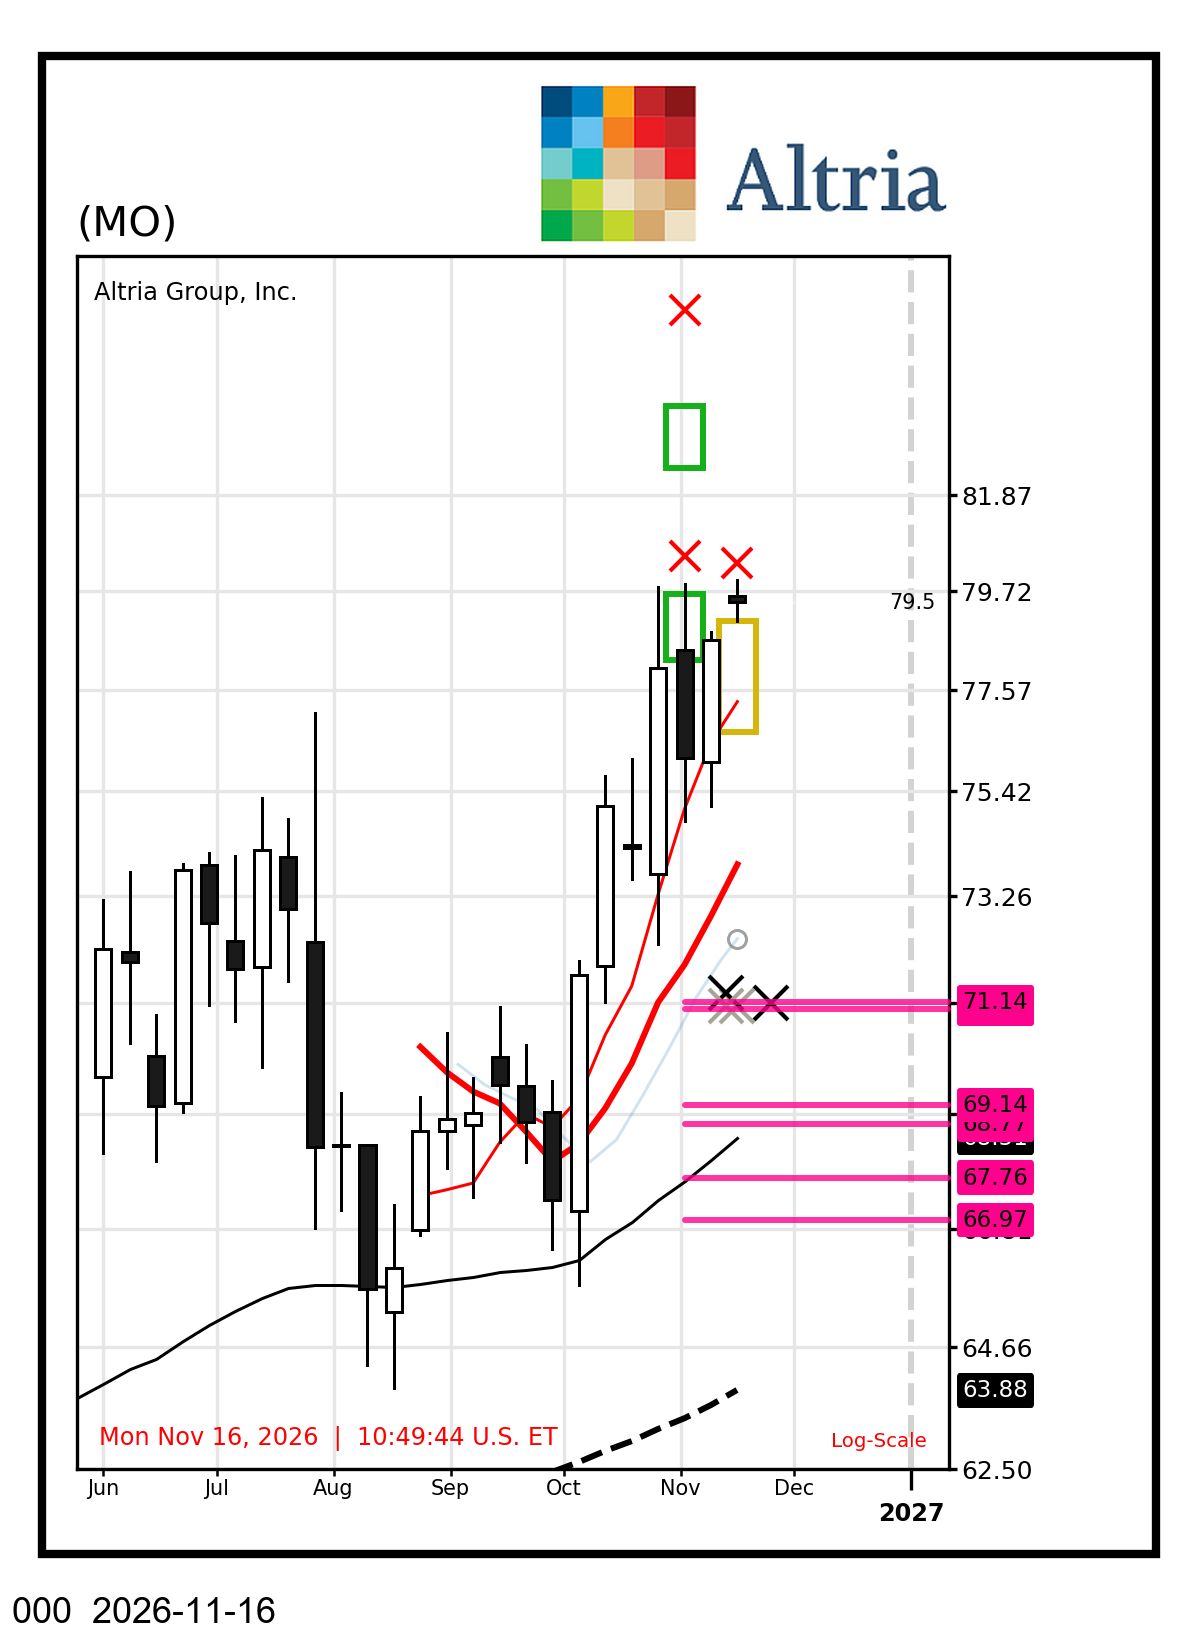 Altria
(MO)
Altria Group, Inc.
81.87
79.72
79.5
77.57
75.42
73.26
71.14
69.14
68.77
67.76
66.97
64.66
63.88
62.50
Mon Nov 16, 2026 | 10:49:44 U.S. ET
Log-Scale
Jun Jul Aug Sep Oct Nov Dec
2027
000 2026-11-16